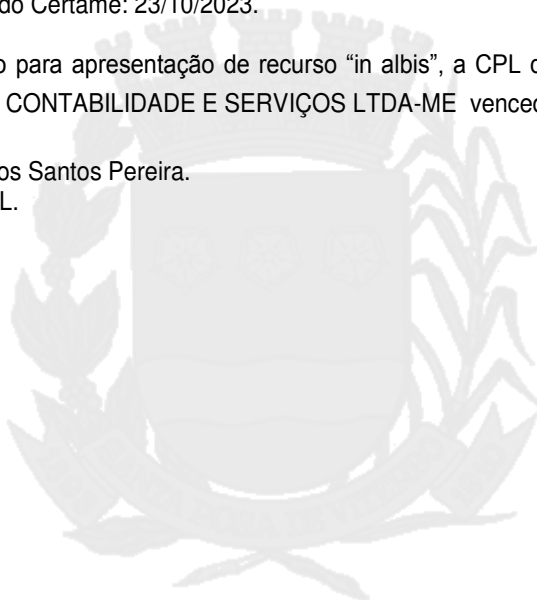 do Certame: 23/10/2023.
para apresentação de recurso “in albis”, a CPL
CONTABILIDADE E SERVIÇOS LTDA-ME
os Santos Pereira.
L.